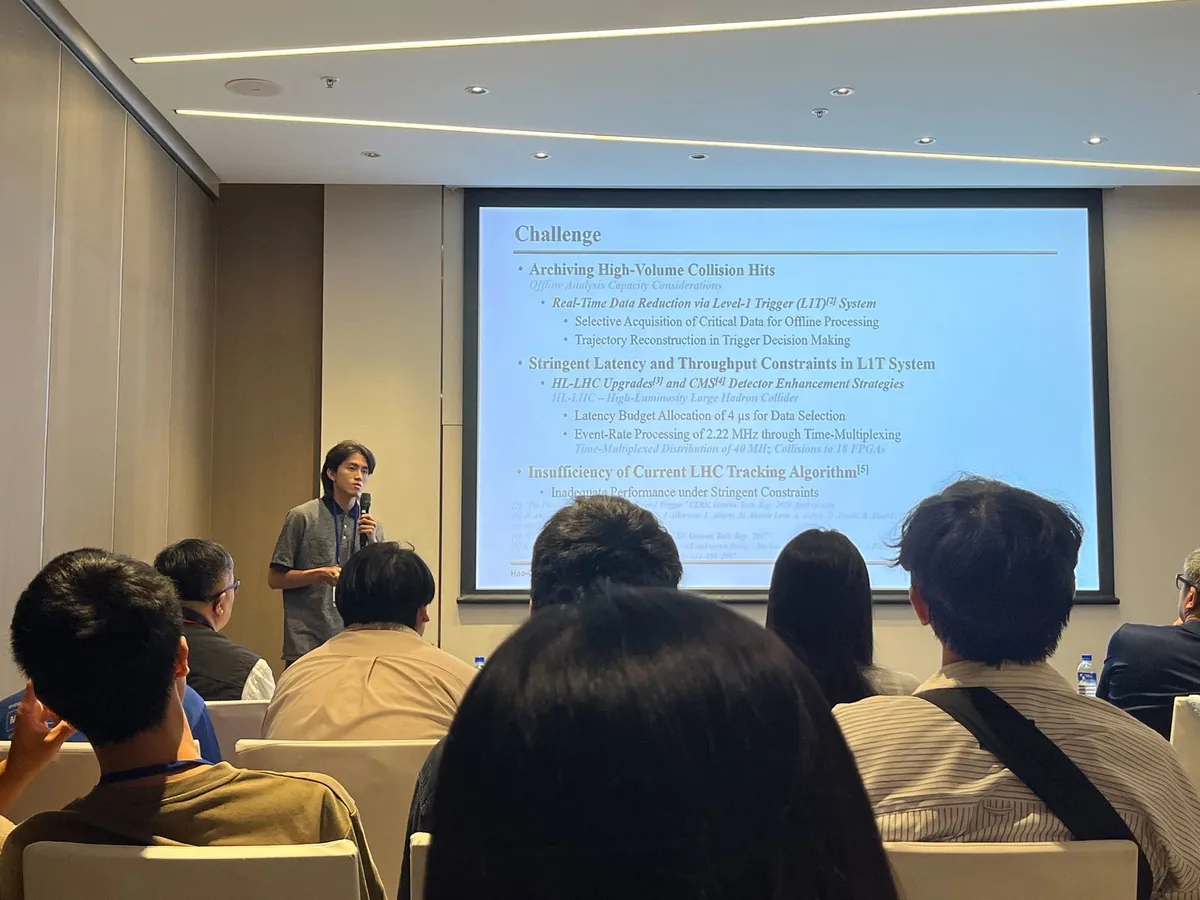 Challenge
• Archiving High-Volume Collision Hits
Offline Analysis Capacity Considerations
• Real-Time Data Reduction via Level-1 Trigger (L1T)[2] System
• Selective Acquisition of Critical Data for Offline Processing
• Trajectory Reconstruction in Trigger Decision Making
• Stringent Latency and Throughput Constraints in L1T System
• HL-LHC Upgrades[3] and CMS[4] Detector Enhancement Strategies
HL-LHC – High-Luminosity Large Hadron Collider
• Latency Budget Allocation of 4 μs for Data Selection
• Event-Rate Processing of 2.22 MHz through Time-Multiplexing
Time-Multiplexed Distribution of 40 MHz Collisions to 18 FPGAs
• Insufficiency of Current LHC Tracking Algorithm[5]
• Inadequate Performance under Stringent Constraints